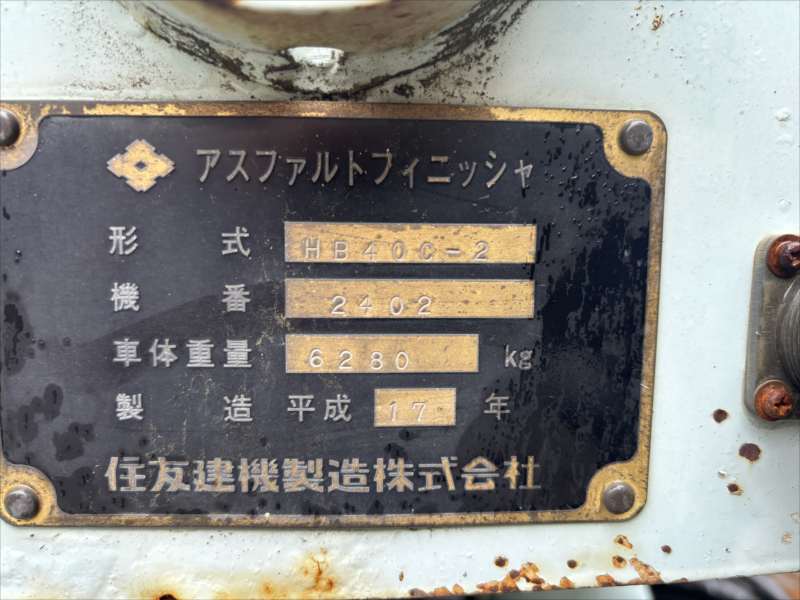 アスファルトフィニッシャ
形式 HB40C-2
機番 2402
車体重量 6280 kg
製造 平成 17 年
住友建機製造株式会社